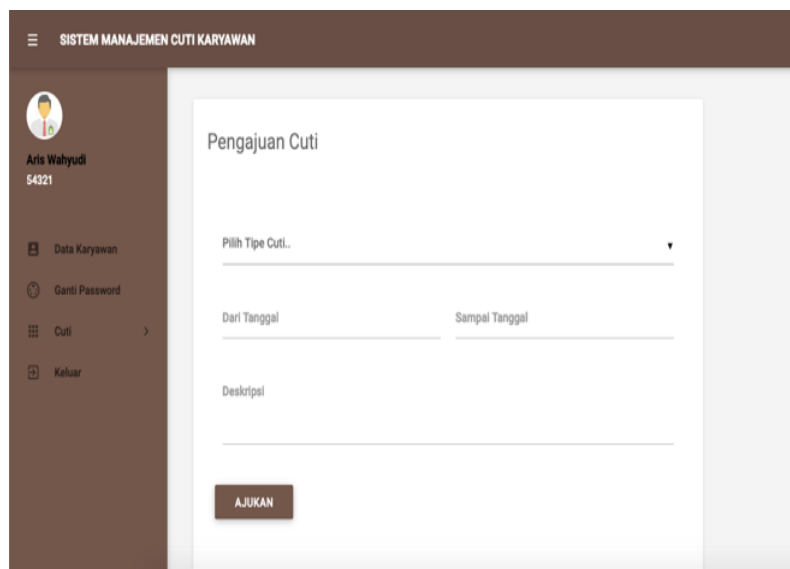 SISTEM MANAJEMEN CUTI KARYAWAN
Aris Wahyudi
54321
Data Karyawan
Ganti Password
Cuti
Keluar
Pengajuan Cuti
Pilih Tipe Cuti..
Dari Tanggal
Sampai Tanggal
Deskripsi
AJUKAN